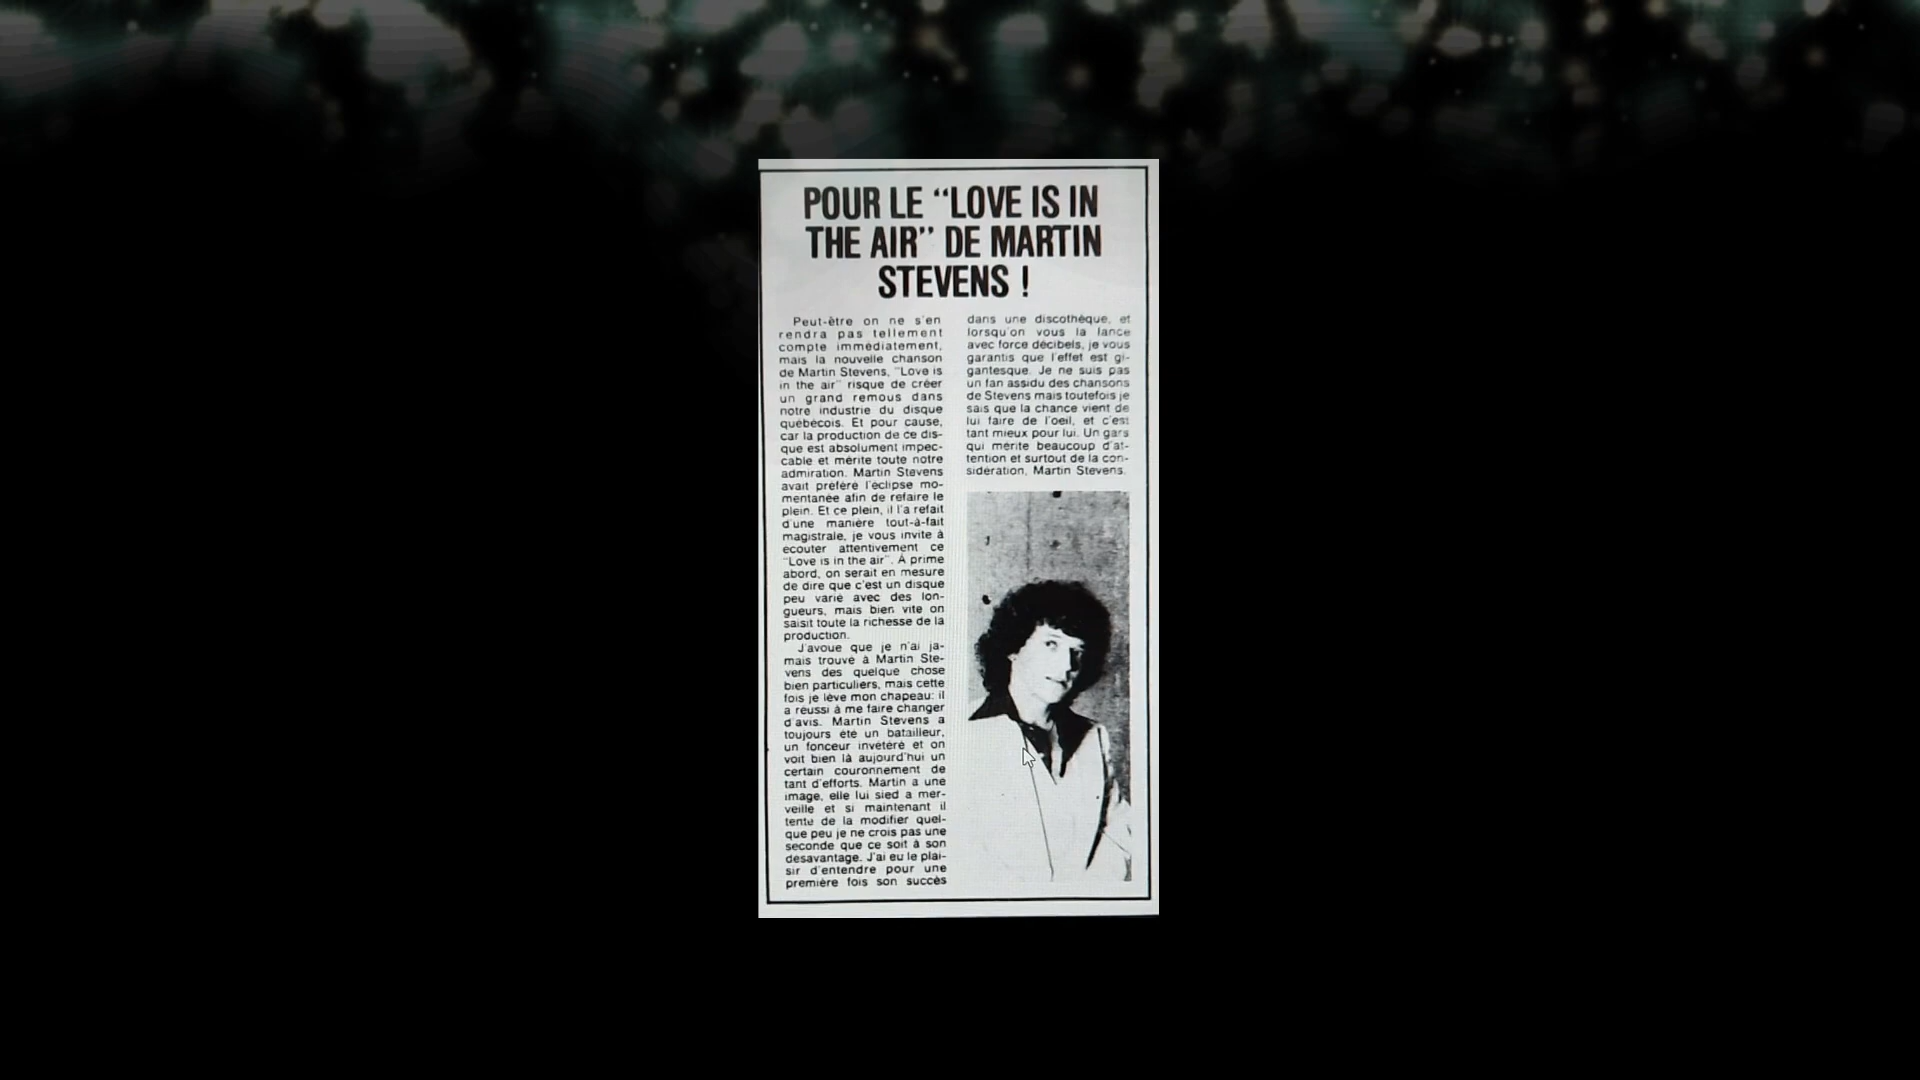 POUR LE “LOVE IS IN
THE AIR” DE MARTIN
STEVENS !
Peut-être on ne s'en
rendra pas tellement
compte immédiatement,
mais la nouvelle chanson
de Martin Stevens, “Love is
in the air” risque de créer
un grand remous dans
notre industrie du disque
québécois. Et pour cause,
car la production de ce dis-
que est absolument impec-
cable et mérite toute notre
admiration. Martin Stevens
avait préféré l'éclipse mo-
mentanée afin de refaire le
plein. Et ce plein, il l'a refait
d'une manière tout-à-fait
magistrale, je vous invite à
écouter attentivement ce
“Love is in the air”. À prime
abord, on serait en mesure
de dire que c'est un disque
peu varié avec des lon-
gueurs, mais bien vite on
saisit toute la richesse de la
production.
J'avoue que je n'ai ja-
mais trouvé à Martin Ste-
vens des quelque chose
bien particuliers, mais cette
fois je lève mon chapeau: il
a réussi à me faire changer
d'avis. Martin Stevens a
toujours été un batailleur,
un fonceur invétéré et on
voit bien là aujourd'hui un
certain couronnement de
tant d'efforts. Martin a une
image, elle lui sied a mer-
veille et si maintenant il
tente de la modifier quel-
que peu je ne crois pas une
seconde que ce soit à son
désavantage. J'ai eu le plai-
sir d'entendre pour une
première fois son succès
dans une discothèque, et
lorsqu'on vous la lance
avec force décibels, je vous
garantis que l'effet est gi-
gantesque. Je ne suis pas
un fan assidu des chansons
de Stevens mais toutefois je
sais que la chance vient de
lui faire de l'oeil, et c'est
tant mieux pour lui. Un gars
qui mérite beaucoup d'at-
tention et surtout de la con-
sidération, Martin Stevens.